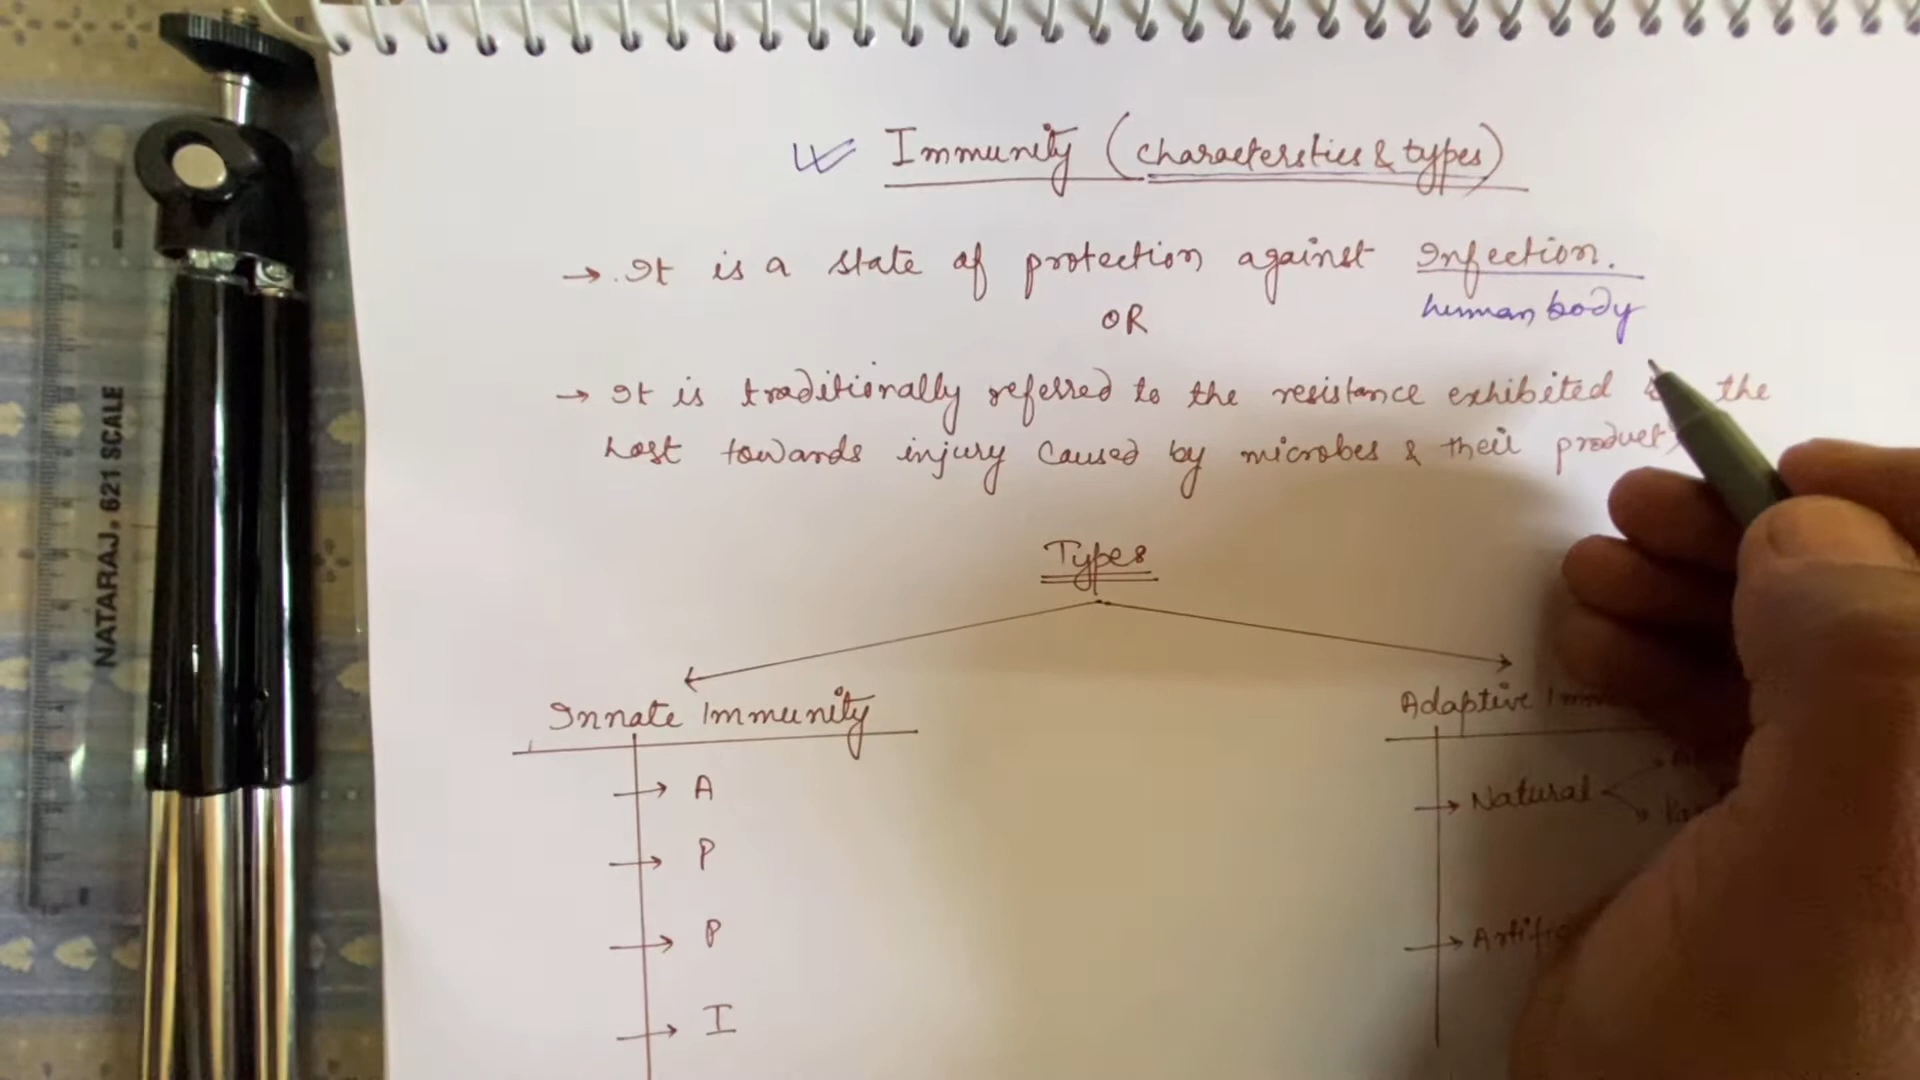 Immunity (characterstics & types)
→ It is a state of protection against Infection.
human body
OR
→ It is traditionally referred to the resistance exhibited the
host towards injury caused by microbes & their product
Types
Innate Immunity
Adaptive
→ A
→ P
→ P
→ I
→ Natural
→
NATARAJ 621 SCALE